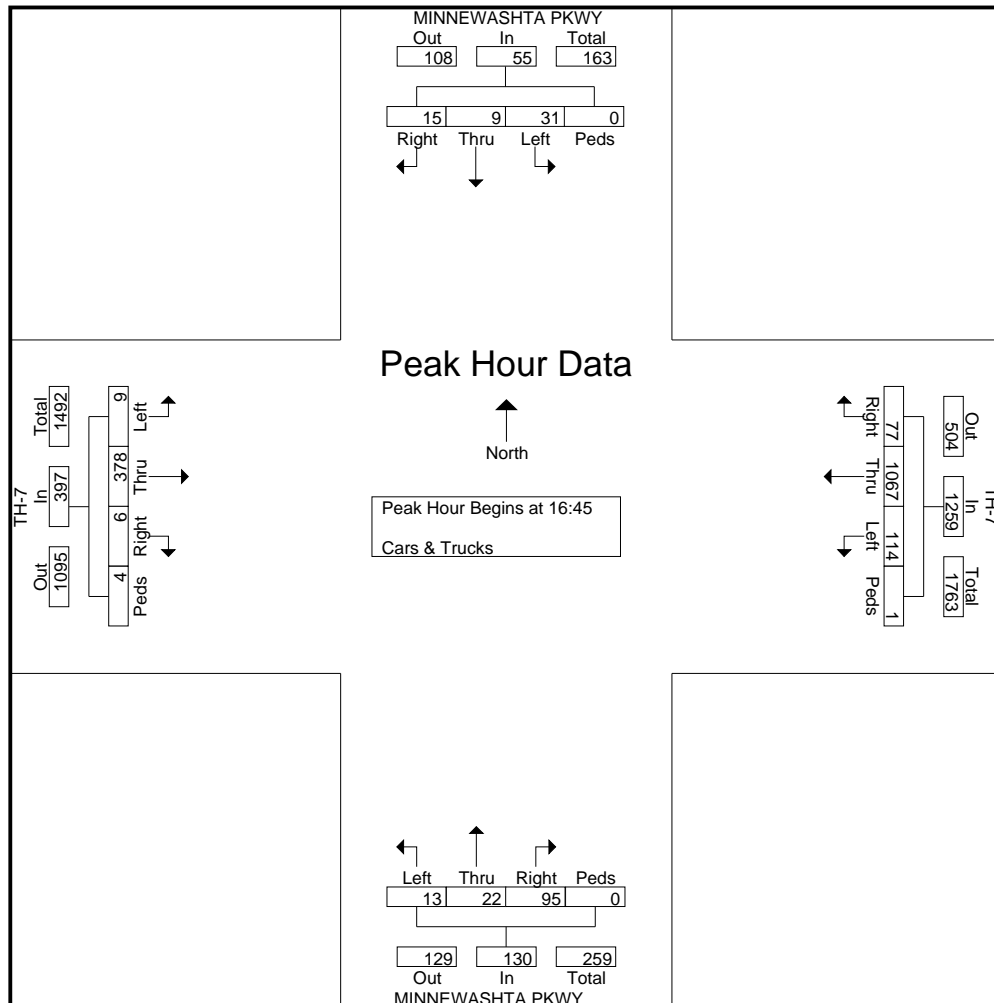 MINNEWASHTA PKWY
Out In Total
108 55 163
15 9 31 0
Right Thru Left Peds
Peak Hour Data
North
Peak Hour Begins at 16:45
Cars & Trucks
TH-7
Total In Out
1492 397 1095
9 378 6 4
Left Thru Right Peds
Right Thru Left Peds
77 1067 114 1
Out In Total
504 1259 1763
TH-7
Left Thru Right Peds
13 22 95 0
129 130 259
Out In Total
MINNEWASHTA PKWY